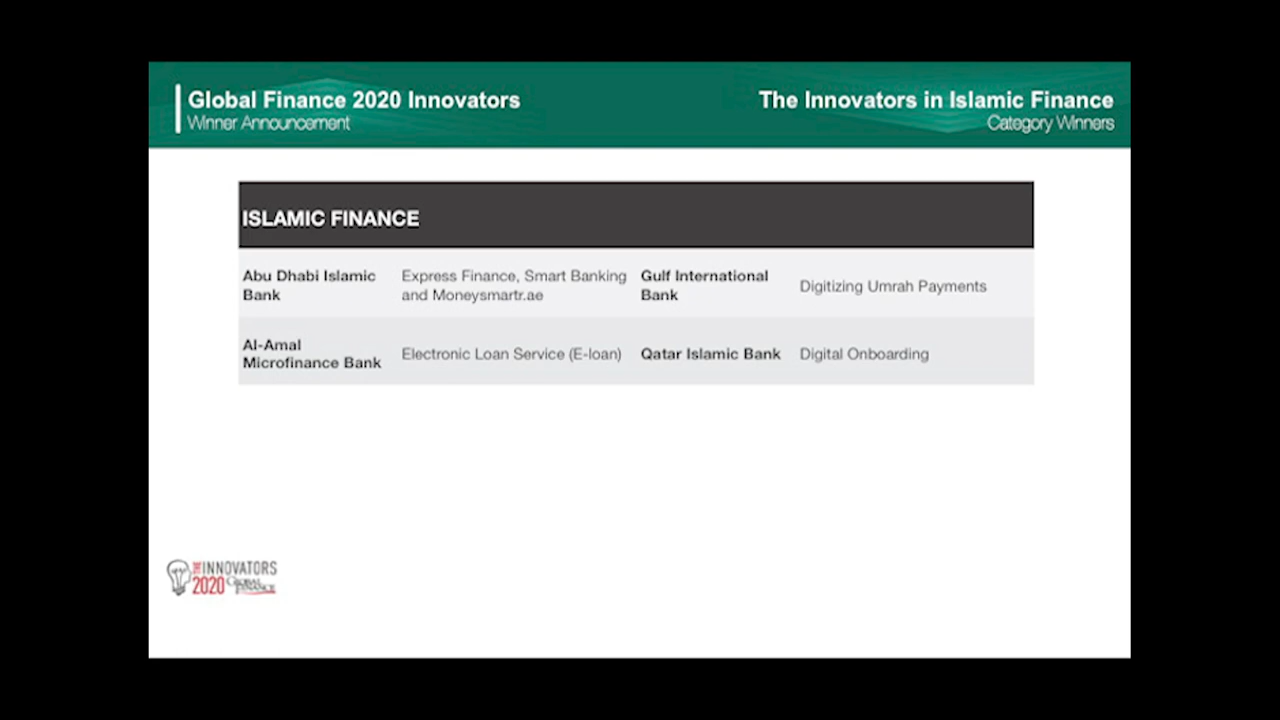 Global Finance 2020 Innovators
Winner Announcement
The Innovators in Islamic Finance
Category Winners
ISLAMIC FINANCE
Abu Dhabi Islamic
Bank
Express Finance, Smart Banking
and Moneysmartr.ae
Gulf International
Bank
Digitizing Umrah Payments
Al-Amal
Microfinance Bank
Electronic Loan Service (E-loan)
Qatar Islamic Bank
Digital Onboarding
THE INNOVATORS
2020 GLOBAL FINANCE